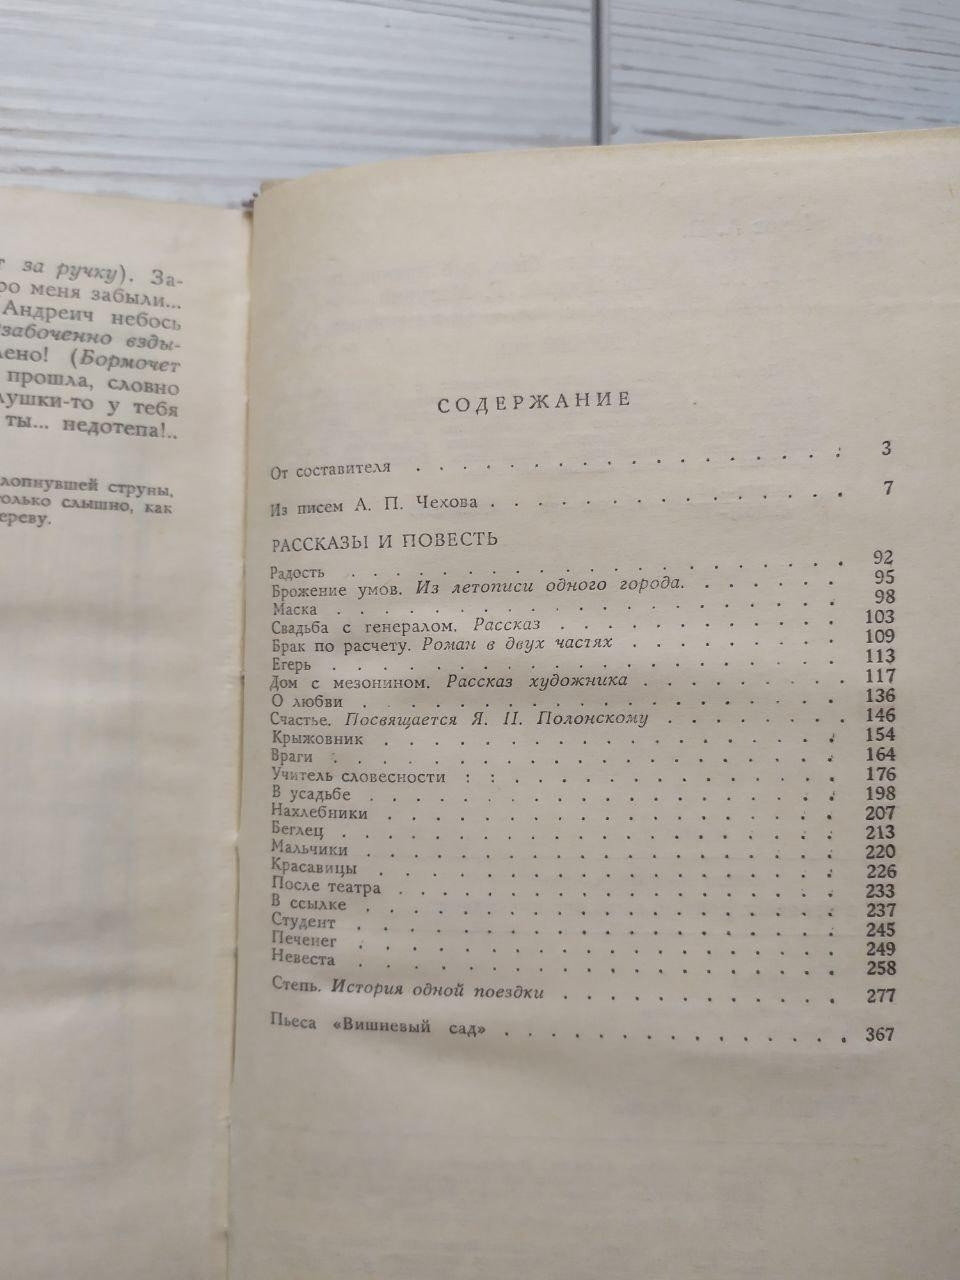 за ручку). За-
ро меня забыли...
Андреич небось
забоченно взды-
лено! (Бормочет
прошла, словно
лушки-то у тебя
ты... недотепа!..
лопнувшей струны,
только слышно, как
ереву.
СОДЕРЖАНИЕ
От составителя . . . . . . . . . . . . . . . . . 3
Из писем А. П. Чехова . . . . . . . . . . . . . . 7
РАССКАЗЫ И ПОВЕСТЬ
Радость . . . . . . . . . . . . . . . . . . . 92
Брожение умов. Из летописи одного города. . . . . . . 95
Маска . . . . . . . . . . . . . . . . . . . 98
Свадьба с генералом. Рассказ . . . . . . . . . . . 103
Брак по расчету. Роман в двух частях . . . . . . . . 109
Егерь . . . . . . . . . . . . . . . . . . . 113
Дом с мезонином. Рассказ художника . . . . . . . . 117
О любви . . . . . . . . . . . . . . . . . . 136
Счастье. Посвящается Я. П. Полонскому . . . . . . . 146
Крыжовник . . . . . . . . . . . . . . . . . 154
Враги . . . . . . . . . . . . . . . . . . . 164
Учитель словесности : : . . . . . . . . . . . . 176
В усадьбе . . . . . . . . . . . . . . . . . . 198
Нахлебники . . . . . . . . . . . . . . . . . 207
Беглец . . . . . . . . . . . . . . . . . . . 213
Мальчики . . . . . . . . . . . . . . . . . . 220
Красавицы . . . . . . . . . . . . . . . . . 226
После театра . . . . . . . . . . . . . . . . 233
В ссылке . . . . . . . . . . . . . . . . . . 237
Студент . . . . . . . . . . . . . . . . . . 245
Печенег . . . . . . . . . . . . . . . . . . 249
Невеста . . . . . . . . . . . . . . . . . . 258
Степь. История одной поездки . . . . . . . . . . . 277
Пьеса «Вишневый сад» . . . . . . . . . . . . . 367